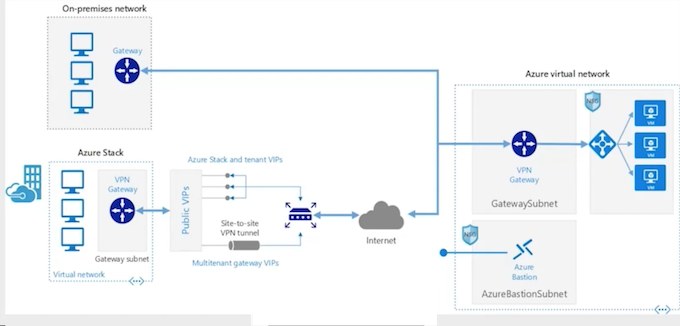 On-premises network
Gateway
Azure virtual network
NSG
VM
VM
VM
VPN
Gateway
GatewaySubnet
Azure Stack
VPN
Gateway
Gateway subnet
Virtual network
Azure Stack and tenant VIPs
Public VIPs
Site-to-site
VPN tunnel
Multitenant gateway VIPs
Internet
NSG
Azure
Bastion
AzureBastionSubnet